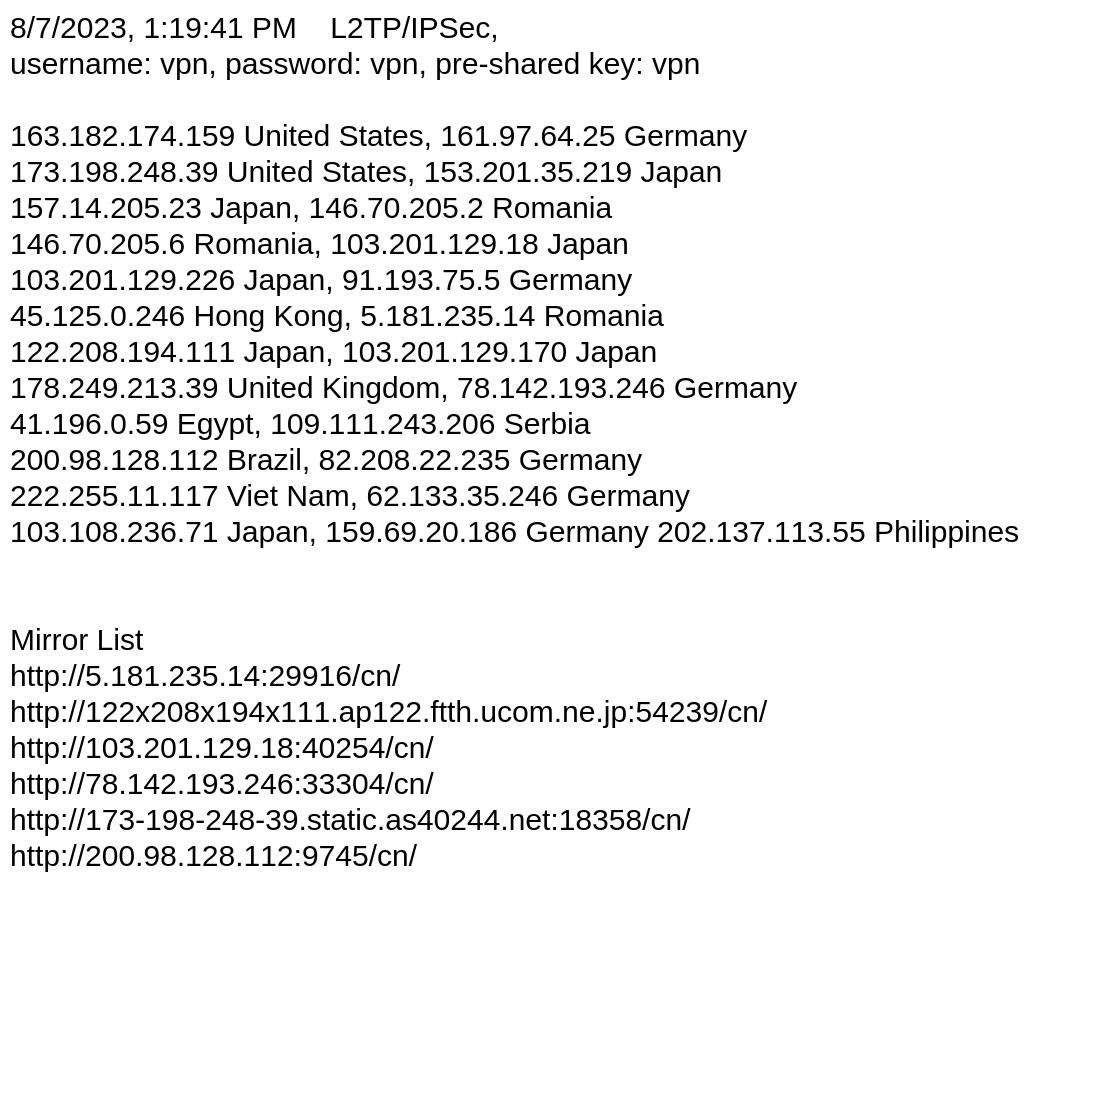 8/7/2023, 1:19:41 PM    L2TP/IPSec,
username: vpn, password: vpn, pre-shared key: vpn
163.182.174.159 United States, 161.97.64.25 Germany
173.198.248.39 United States, 153.201.35.219 Japan
157.14.205.23 Japan, 146.70.205.2 Romania
146.70.205.6 Romania, 103.201.129.18 Japan
103.201.129.226 Japan, 91.193.75.5 Germany
45.125.0.246 Hong Kong, 5.181.235.14 Romania
122.208.194.111 Japan, 103.201.129.170 Japan
178.249.213.39 United Kingdom, 78.142.193.246 Germany
41.196.0.59 Egypt, 109.111.243.206 Serbia
200.98.128.112 Brazil, 82.208.22.235 Germany
222.255.11.117 Viet Nam, 62.133.35.246 Germany
103.108.236.71 Japan, 159.69.20.186 Germany 202.137.113.55 Philippines
Mirror List
http://5.181.235.14:29916/cn/
http://122x208x194x111.ap122.ftth.ucom.ne.jp:54239/cn/
http://103.201.129.18:40254/cn/
http://78.142.193.246:33304/cn/
http://173-198-248-39.static.as40244.net:18358/cn/
http://200.98.128.112:9745/cn/